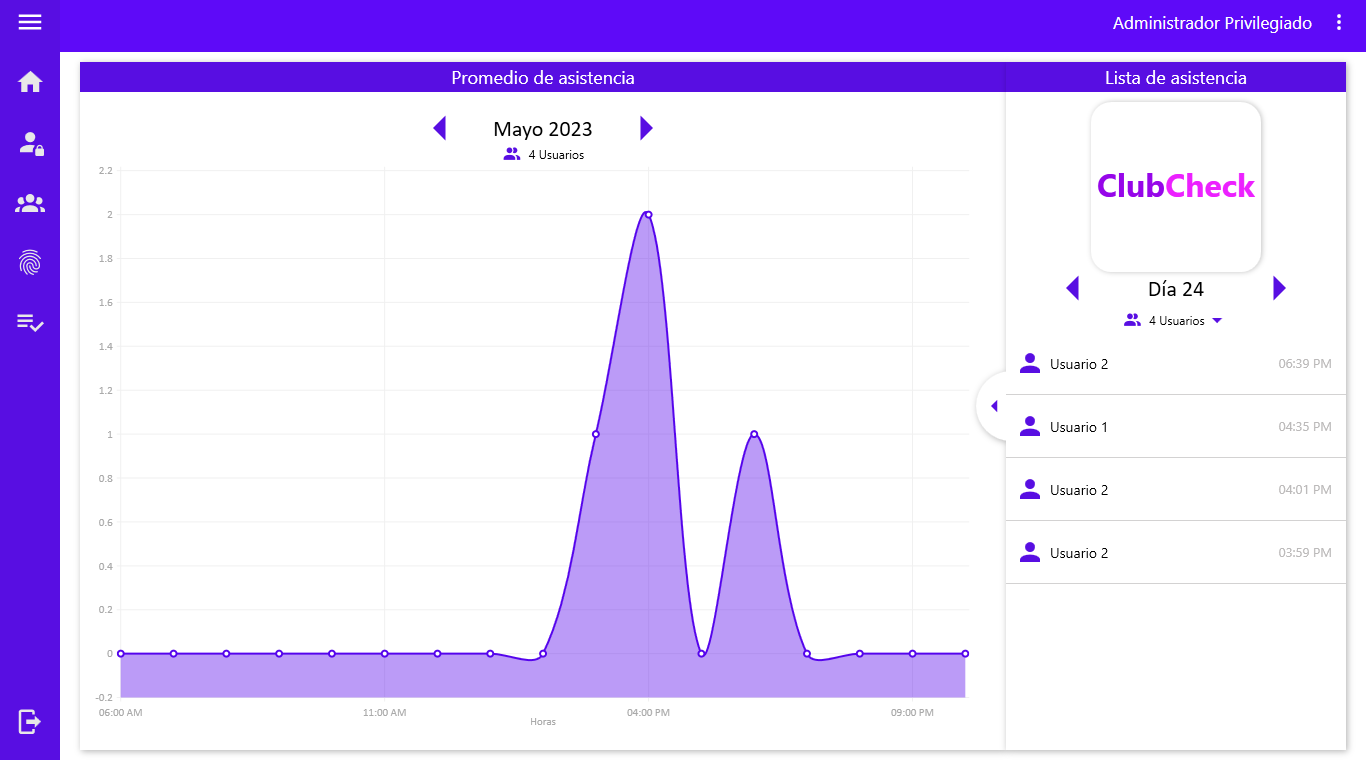 Administrador Privilegiado
Promedio de asistencia
Mayo 2023
4 Usuarios
2.2
2
1.8
1.6
1.4
1.2
1
0.8
0.6
0.4
0.2
0
-0.2
06:00 AM
11:00 AM
04:00 PM
09:00 PM
Horas
Lista de asistencia
ClubCheck
Día 24
4 Usuarios
Usuario 2 06:39 PM
Usuario 1 04:35 PM
Usuario 2 04:01 PM
Usuario 2 03:59 PM